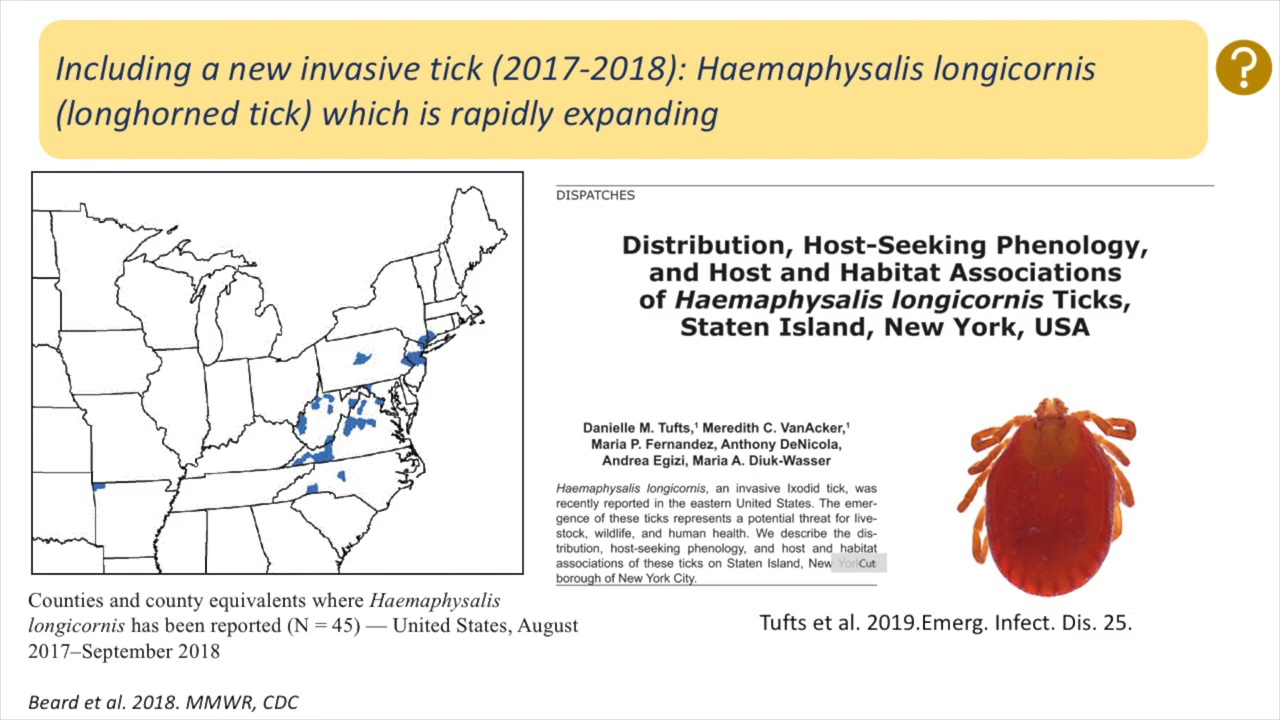 Including a new invasive tick (2017-2018): Haemaphysalis longicornis
(longhorned tick) which is rapidly expanding
?
DISPATCHES
Distribution, Host-Seeking Phenology,
and Host and Habitat Associations
of Haemaphysalis longicornis Ticks,
Staten Island, New York, USA
Danielle M. Tufts,¹ Meredith C. VanAcker,¹
Maria P. Fernandez, Anthony DeNicola,
Andrea Egizi, Maria A. Diuk-Wasser
Haemaphysalis longicornis, an invasive Ixodid tick, was
recently reported in the eastern United States. The emer-
gence of these ticks represents a potential threat for live-
stock, wildlife, and human health. We describe the dis-
tribution, host-seeking phenology, and host and habitat
associations of these ticks on Staten Island, New York Cut
borough of New York City.
Counties and county equivalents where Haemaphysalis
longicornis has been reported (N = 45) — United States, August
2017–September 2018
Tufts et al. 2019.Emerg. Infect. Dis. 25.
Beard et al. 2018. MMWR, CDC